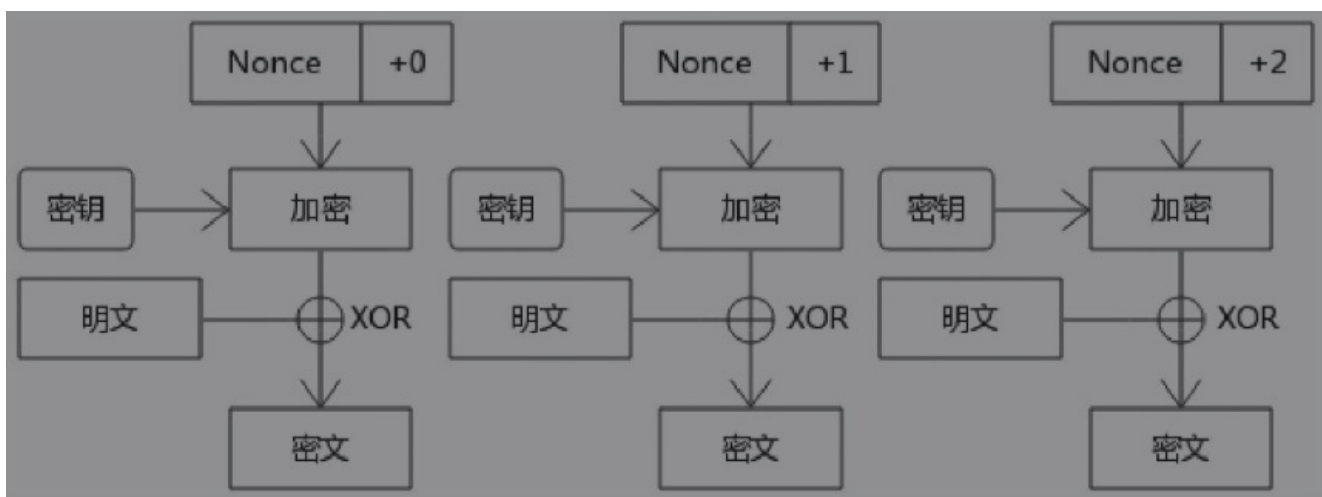 Nonce +0 Nonce +1 Nonce +2
密钥 加密 密钥 加密 密钥 加密
明文 XOR 明文 XOR 明文 XOR
密文 密文 密文